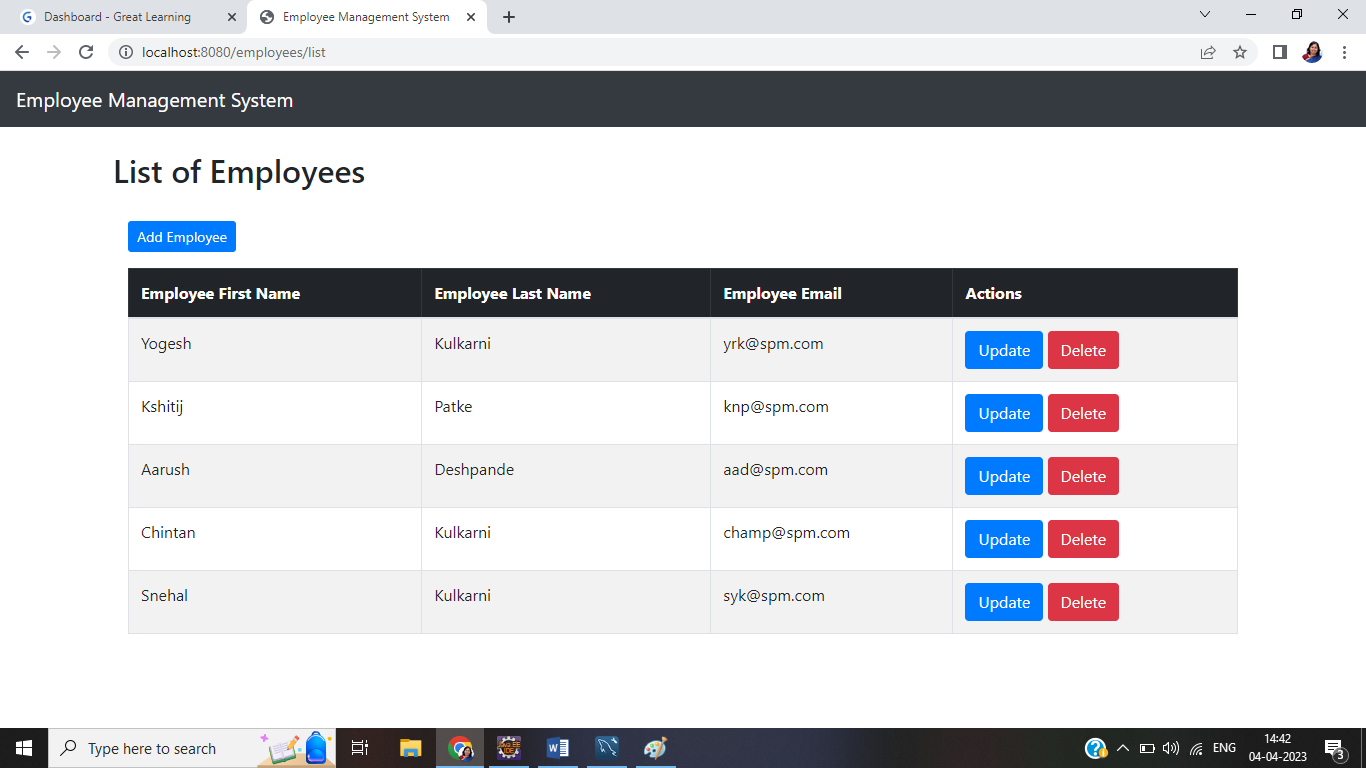 Dashboard - Great Learning
Employee Management System
localhost:8080/employees/list
Employee Management System
List of Employees
Add Employee
Employee First Name Employee Last Name Employee Email Actions
Yogesh Kulkarni yrk@spm.com Update Delete
Kshitij Patke knp@spm.com Update Delete
Aarush Deshpande aad@spm.com Update Delete
Chintan Kulkarni champ@spm.com Update Delete
Snehal Kulkarni syk@spm.com Update Delete
Type here to search
ENG
14:42
04-04-2023
3